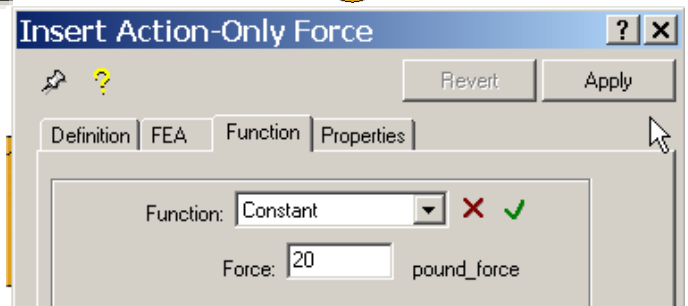 Insert Action-Only Force ? X
? Revert Apply
Definition FEA Function Properties
Function: Constant
Force: 20 pound_force